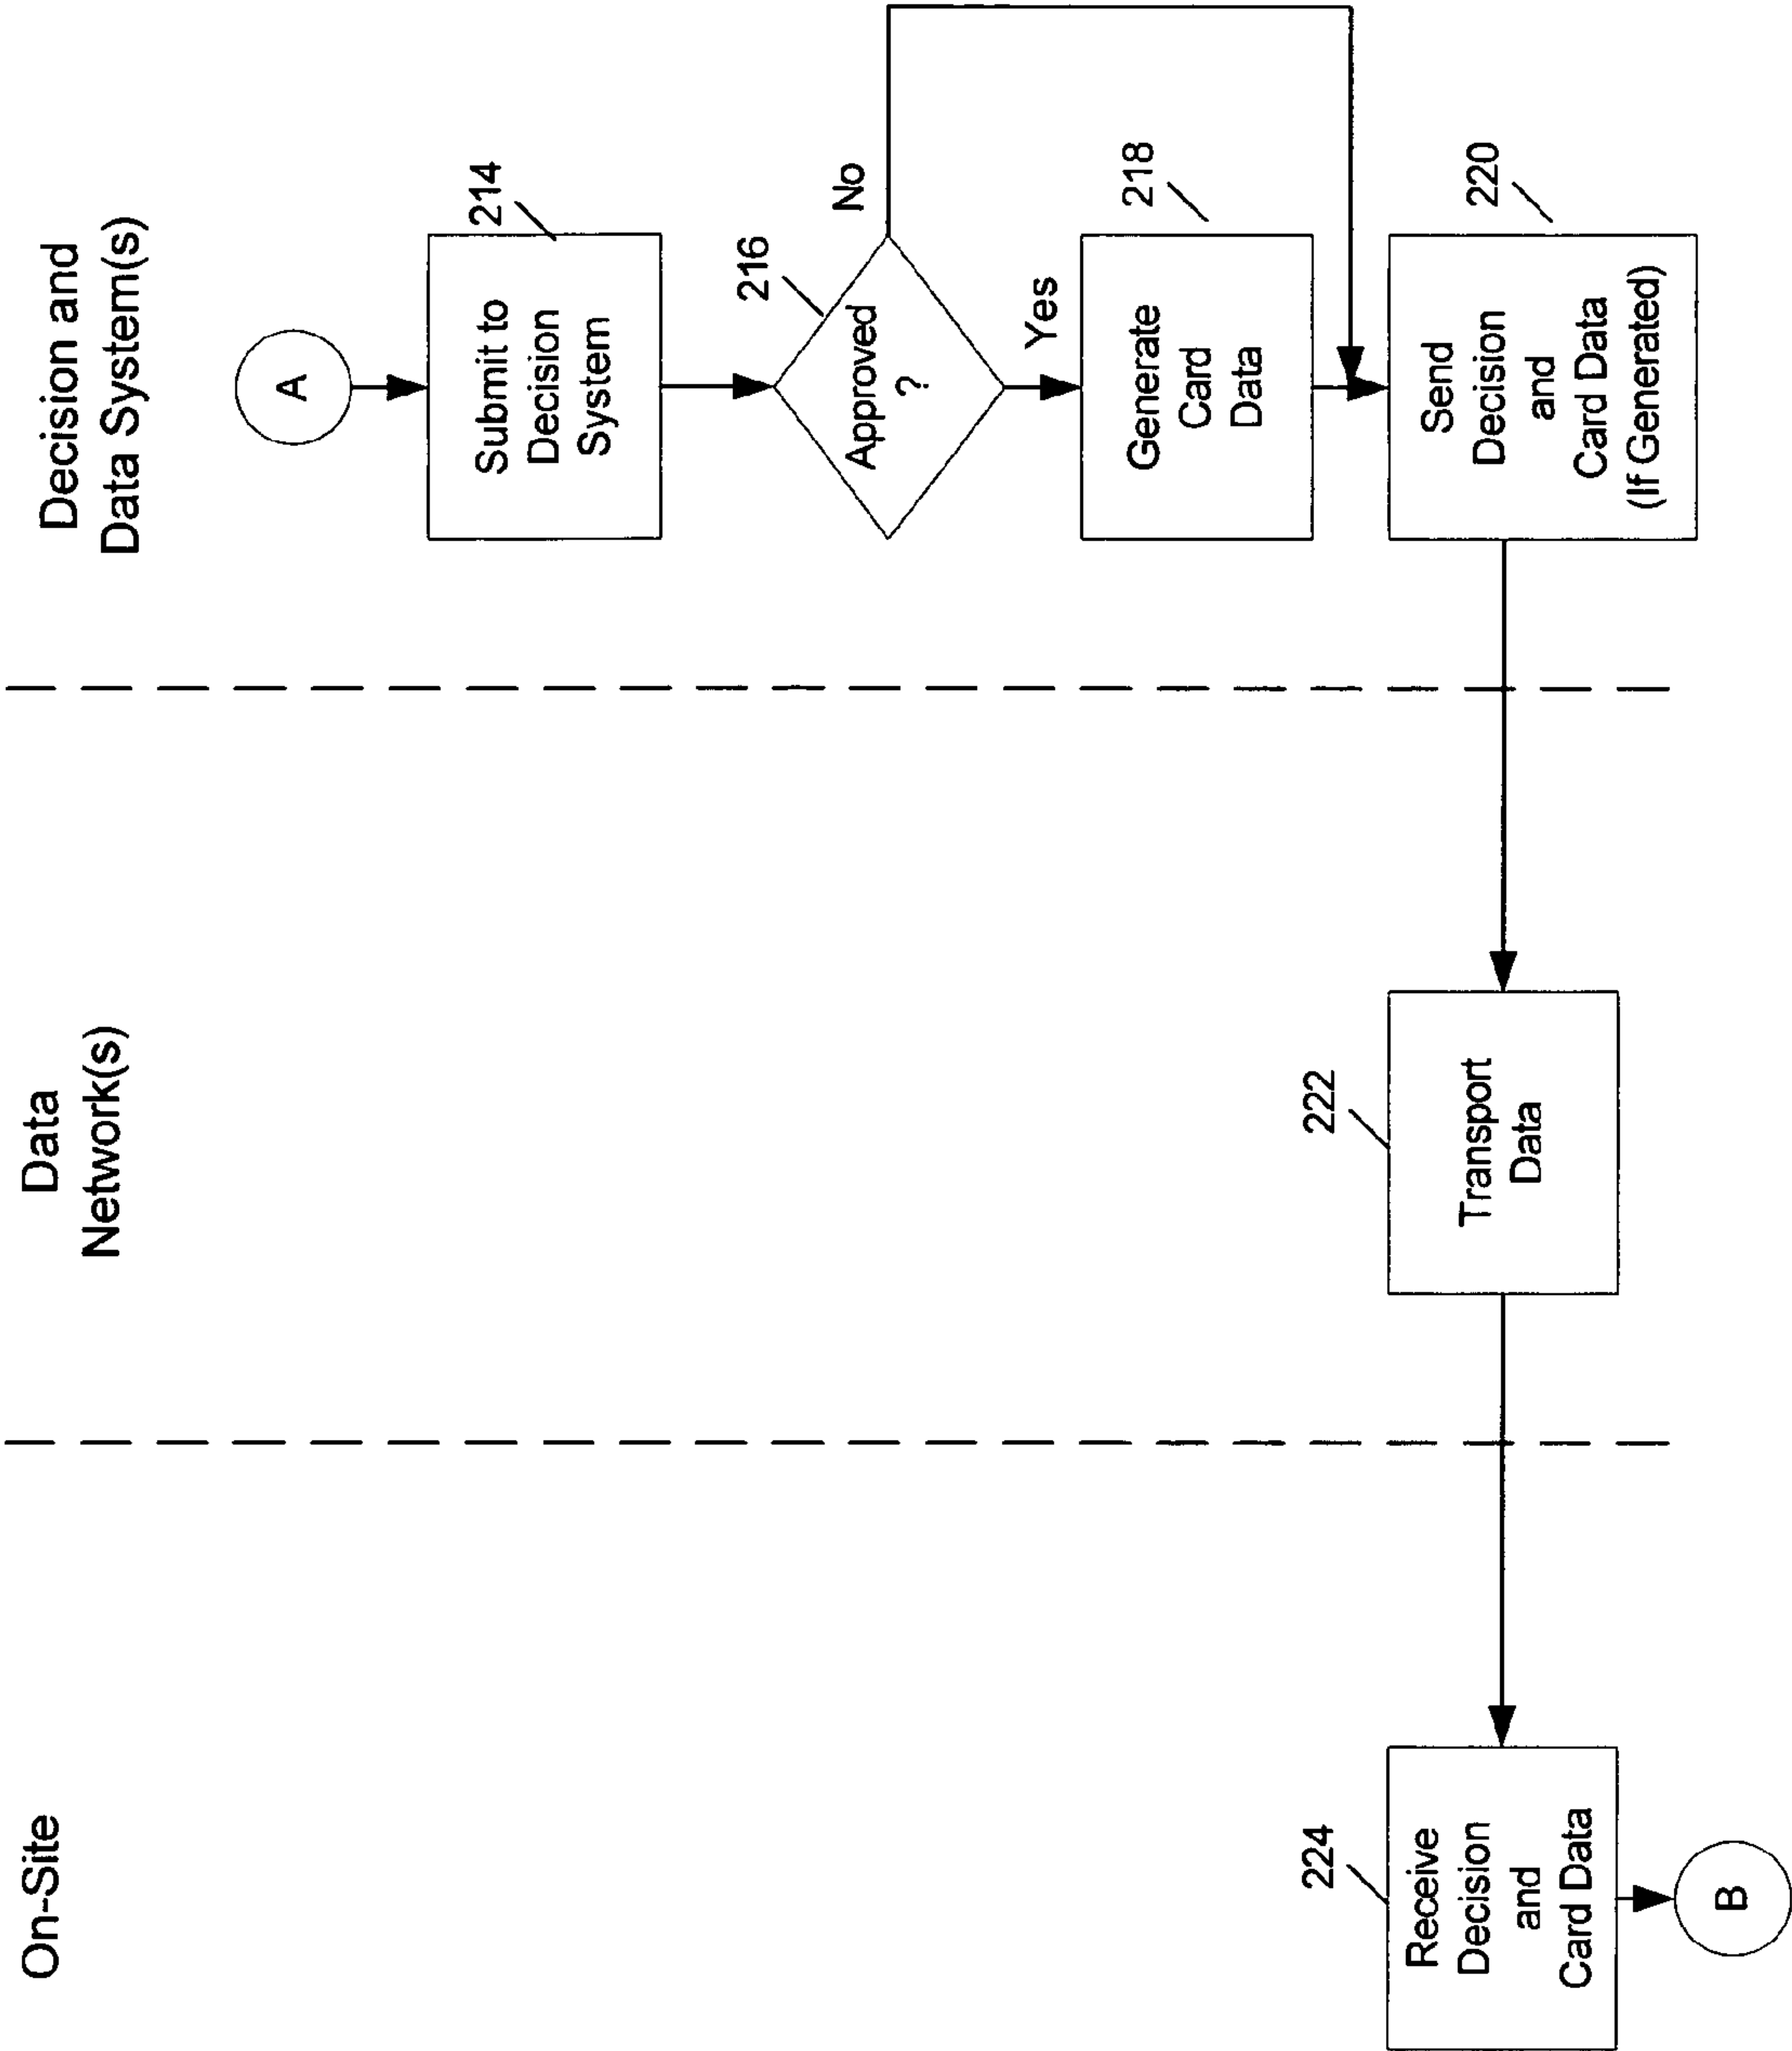 On-Site
Data
Network(s)
Decision and
Data System(s)
A
214
Submit to
Decision
System
216
Approved
?
No
Yes
218
Generate
Card
Data
220
Send
Decision
and
Card Data
(If Generated)
222
Transport
Data
224
Receive
Decision
and
Card Data
B